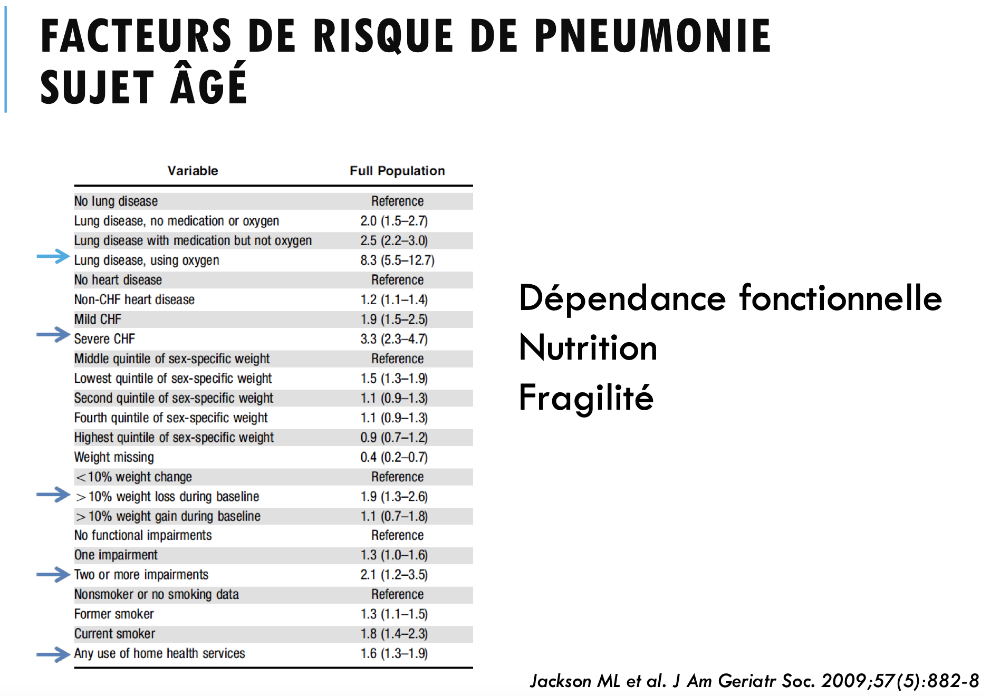 FACTEURS DE RISQUE DE PNEUMONIE
SUJET ÂGÉ
Variable Full Population
No lung disease Reference
Lung disease, no medication or oxygen 2.0 (1.5–2.7)
Lung disease with medication but not oxygen 2.5 (2.2–3.0)
Lung disease, using oxygen 8.3 (5.5–12.7)
No heart disease Reference
Non-CHF heart disease 1.2 (1.1–1.4)
Mild CHF 1.9 (1.5–2.5)
Severe CHF 3.3 (2.3–4.7)
Middle quintile of sex-specific weight Reference
Lowest quintile of sex-specific weight 1.5 (1.3–1.9)
Second quintile of sex-specific weight 1.1 (0.9–1.3)
Fourth quintile of sex-specific weight 1.1 (0.9–1.3)
Highest quintile of sex-specific weight 0.9 (0.7–1.2)
Weight missing 0.4 (0.2–0.7)
<10% weight change Reference
>10% weight loss during baseline 1.9 (1.3–2.6)
>10% weight gain during baseline 1.1 (0.7–1.8)
No functional impairments Reference
One impairment 1.3 (1.0–1.6)
Two or more impairments 2.1 (1.2–3.5)
Nonsmoker or no smoking data Reference
Former smoker 1.3 (1.1–1.5)
Current smoker 1.8 (1.4–2.3)
Any use of home health services 1.6 (1.3–1.9)
Dépendance fonctionnelle
Nutrition
Fragilité
Jackson ML et al. J Am Geriatr Soc. 2009;57(5):882-8